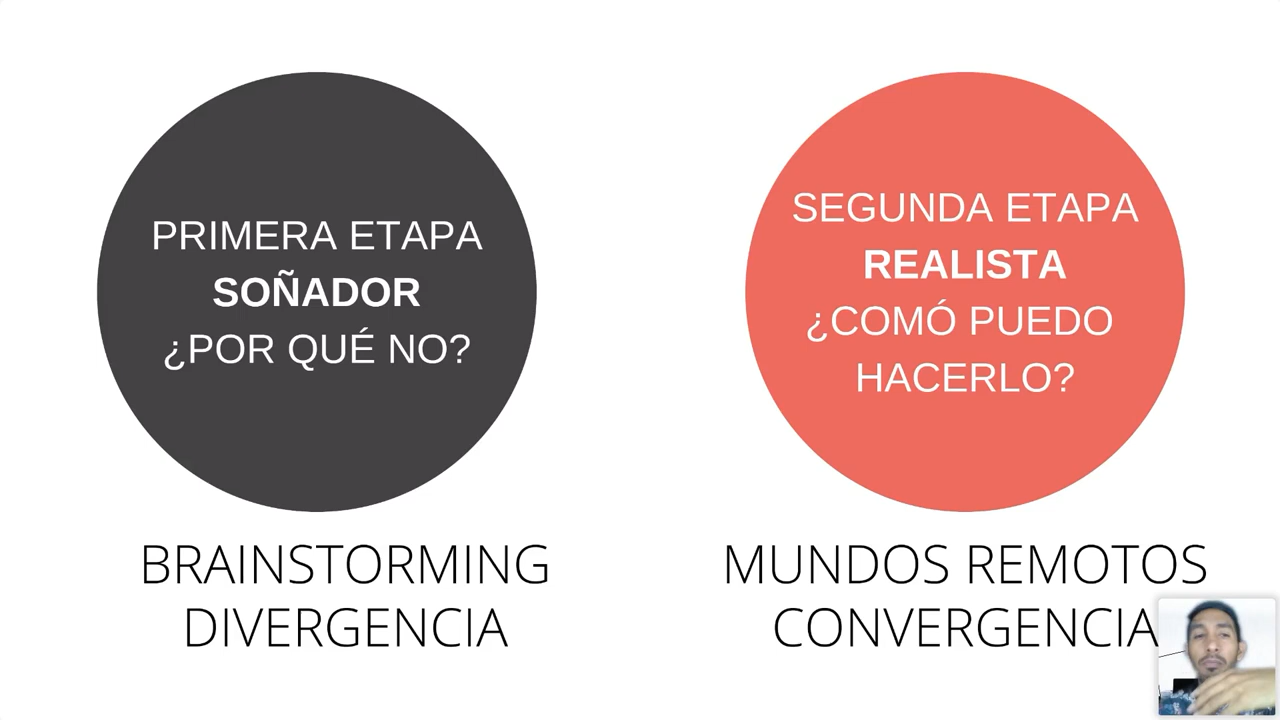 PRIMERA ETAPA
SOÑADOR
¿POR QUÉ NO?
BRAINSTORMING
DIVERGENCIA
SEGUNDA ETAPA
REALISTA
¿COMÓ PUEDO
HACERLO?
MUNDOS REMOTOS
CONVERGENCIA